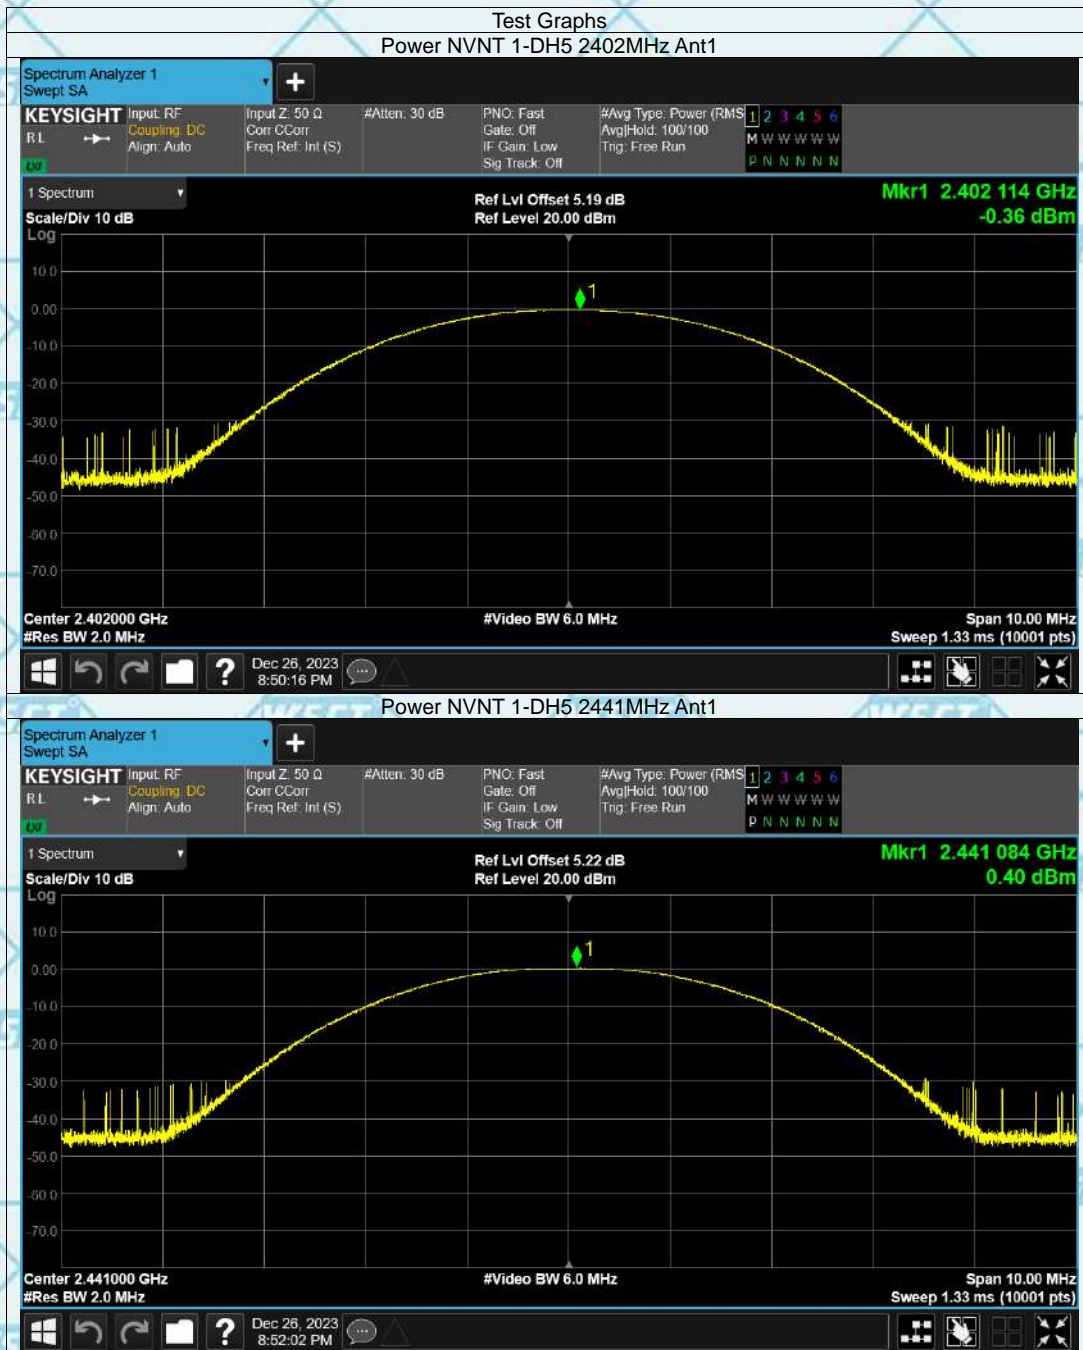 Test Graphs
Power NVNT 1-DH5 2402MHz Ant1
Spectrum Analyzer 1
Swept SA
+
KEYSIGHT Input: RF Input Z: 50 Ω #Atten: 30 dB PNO: Fast #Avg Type: Power (RMS 1 2 3 4 5 6
R L Coupling: DC Corr CCorr Gate: Off Avg|Hold: 100/100 M W W W W W
Align: Auto Freq Ref: Int (S) IF Gain: Low Trig: Free Run
LXI Sig Track: Off P N N N N N
1 Spectrum Ref Lvl Offset 5.19 dB Mkr1 2.402 114 GHz
Scale/Div 10 dB Ref Level 20.00 dBm -0.36 dBm
Log
10.0
1
0.00
-10.0
-20.0
-30.0
-40.0
-50.0
-60.0
-70.0
Center 2.402000 GHz #Video BW 6.0 MHz Span 10.00 MHz
#Res BW 2.0 MHz Sweep 1.33 ms (10001 pts)
? Dec 26, 2023
8:50:16 PM
Power NVNT 1-DH5 2441MHz Ant1
Spectrum Analyzer 1
Swept SA
+
KEYSIGHT Input: RF Input Z: 50 Ω #Atten: 30 dB PNO: Fast #Avg Type: Power (RMS 1 2 3 4 5 6
R L Coupling: DC Corr CCorr Gate: Off Avg|Hold: 100/100 M W W W W W
Align: Auto Freq Ref: Int (S) IF Gain: Low Trig: Free Run
LXI Sig Track: Off P N N N N N
1 Spectrum Ref Lvl Offset 5.22 dB Mkr1 2.441 084 GHz
Scale/Div 10 dB Ref Level 20.00 dBm 0.40 dBm
Log
10.0
1
0.00
-10.0
-20.0
-30.0
-40.0
-50.0
-60.0
-70.0
Center 2.441000 GHz #Video BW 6.0 MHz Span 10.00 MHz
#Res BW 2.0 MHz Sweep 1.33 ms (10001 pts)
? Dec 26, 2023
8:52:02 PM